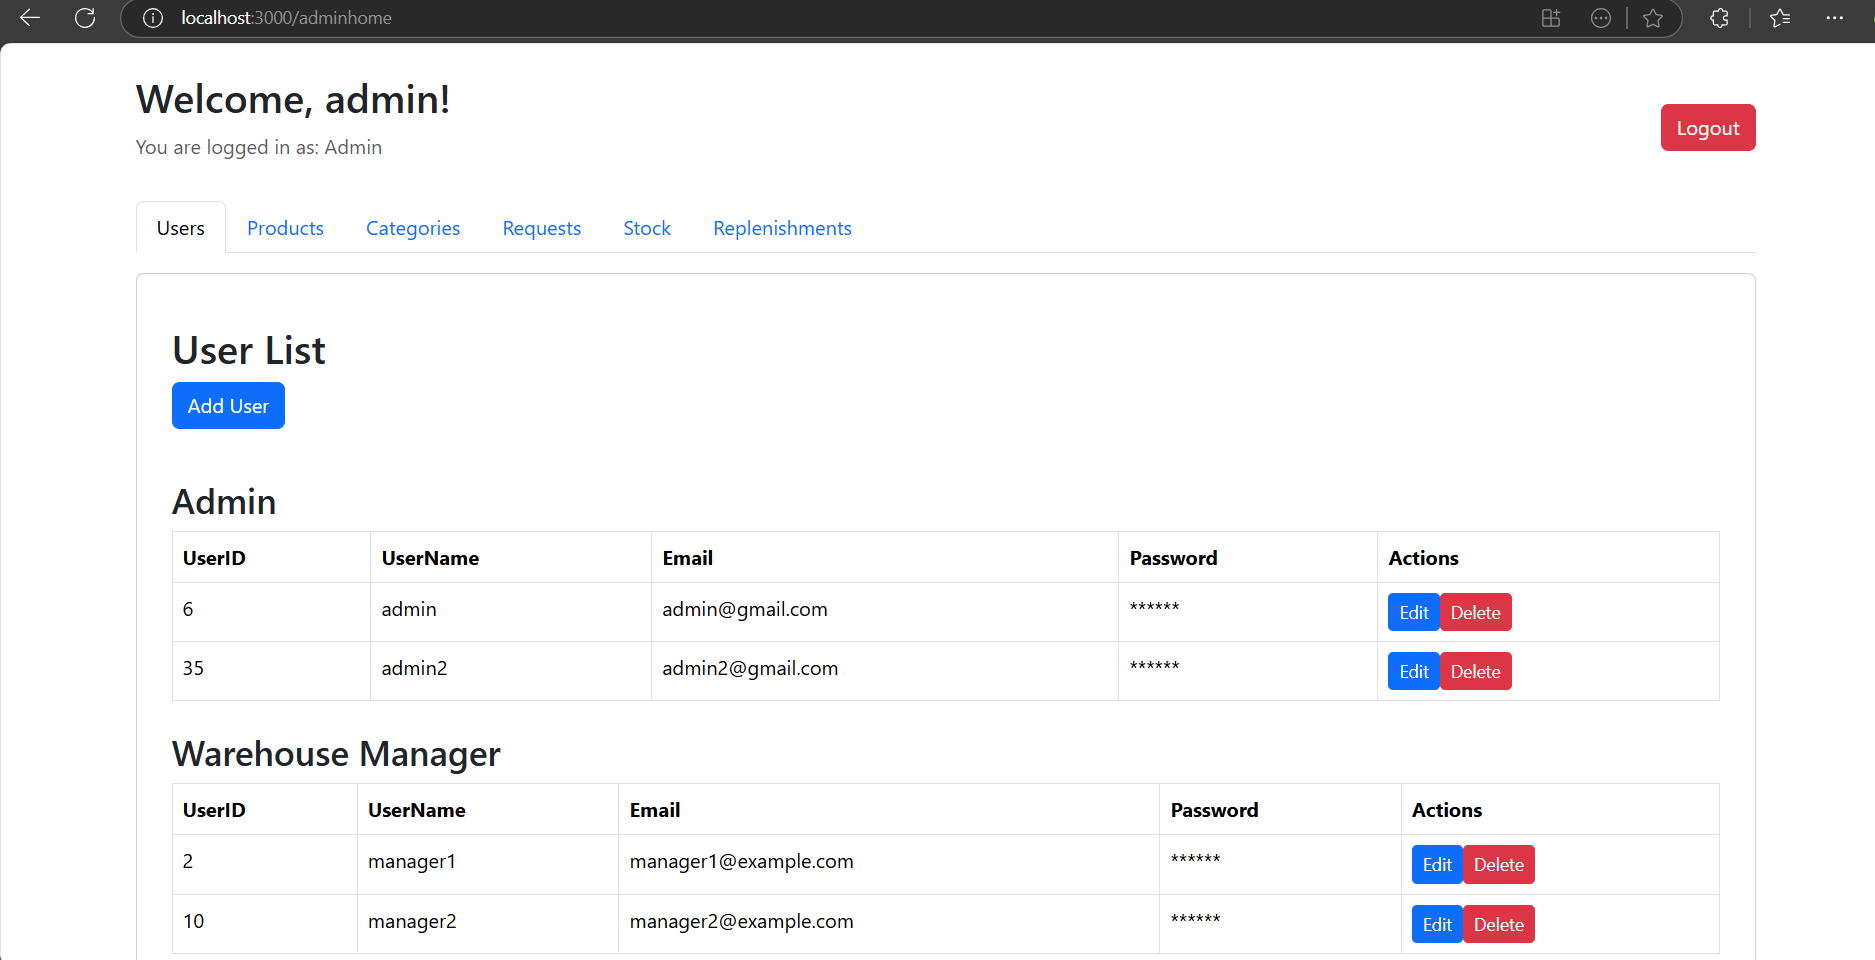 localhost:3000/adminhome
Welcome, admin!
You are logged in as: Admin
Logout
Users Products Categories Requests Stock Replenishments
User List
Add User
Admin
UserID UserName Email Password Actions
6 admin admin@gmail.com ****** Edit Delete
35 admin2 admin2@gmail.com ****** Edit Delete
Warehouse Manager
UserID UserName Email Password Actions
2 manager1 manager1@example.com ****** Edit Delete
10 manager2 manager2@example.com ****** Edit Delete